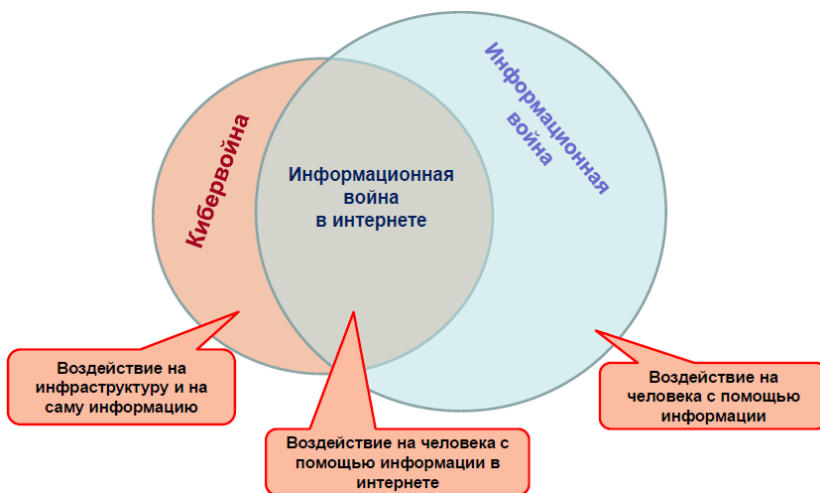 Кибервойна
Информационная
война
в интернете
Информационная
война
Воздействие на
инфраструктуру и на
саму информацию
Воздействие на человека с
помощью информации в
интернете
Воздействие на
человека с помощью
информации